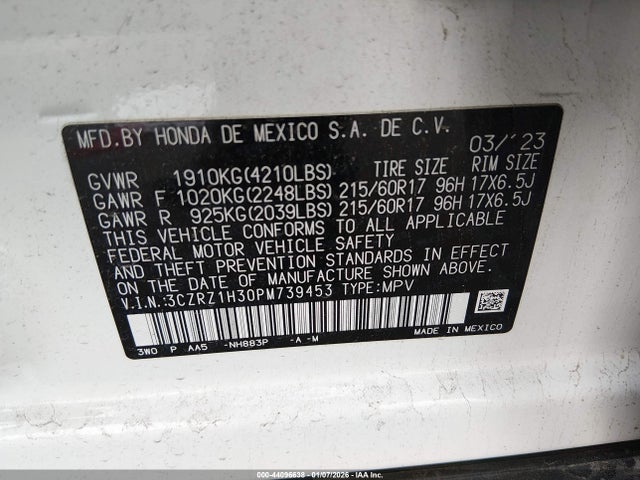 MFD.BY HONDA DE MEXICO S.A. DE C.V.
03/'23
TIRE SIZE RIM SIZE
GVWR 1910KG(4210LBS)
GAWR F 1020KG(2248LBS) 215/60R17 96H 17X6.5J
GAWR R 925KG(2039LBS) 215/60R17 96H 17X6.5J
THIS VEHICLE CONFORMS TO ALL APPLICABLE
FEDERAL MOTOR VEHICLE SAFETY
AND THEFT PREVENTION STANDARDS IN EFFECT
ON THE DATE OF MANUFACTURE SHOWN ABOVE.
V.I.N.:3CZRZ1H30PM739453 TYPE:MPV
3W0 P AA5 -NH883P -A -M
MADE IN MEXICO
000-44095638 - 01/07/2026 - IAA Inc.